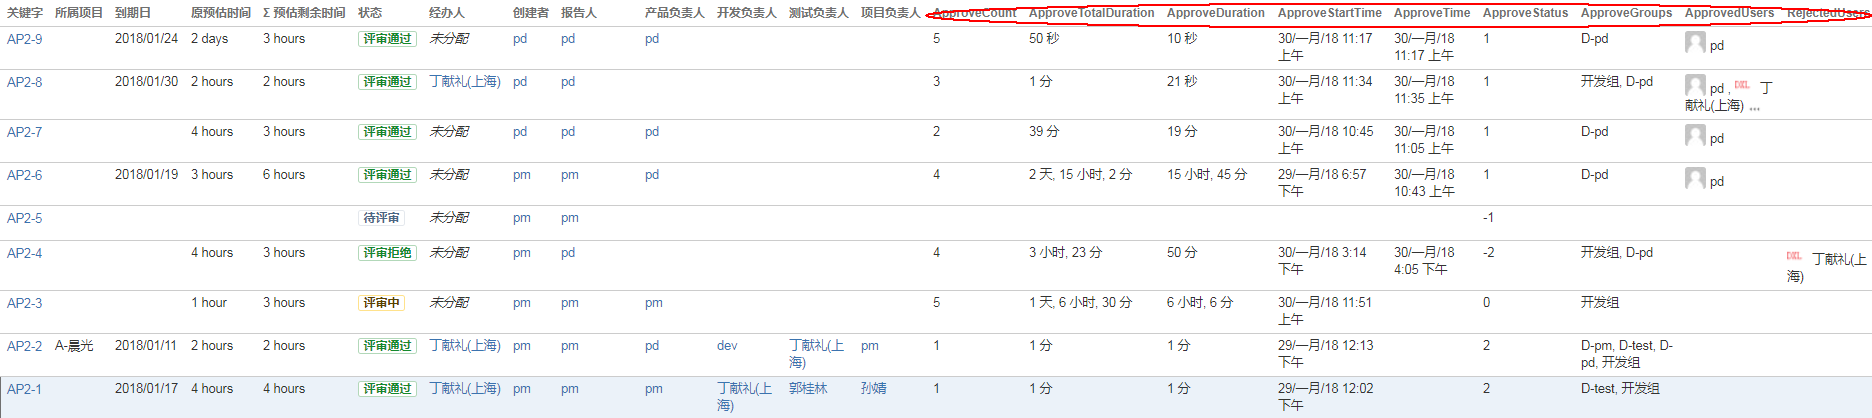 关键字 所属项目 到期日 原预估时间 Σ 预估剩余时间 状态 经办人 创建者 报告人 产品负责人 开发负责人 测试负责人 项目负责人 ApproveCount ApproveTotalDuration ApproveDuration ApproveStartTime ApproveTime ApproveStatus ApproveGroups ApprovedUsers RejectedUsers
AP2-9 2018/01/24 2 days 3 hours 评审通过 未分配 pd pd pd 5 50 秒 10 秒 30/一月/18 11:17 30/一月/18 1 D-pd pd
上午 11:17 上午
AP2-8 2018/01/30 2 hours 2 hours 评审通过 丁献礼(上海) pd pd 3 1 分 21 秒 30/一月/18 11:34 30/一月/18 1 开发组, D-pd pd , DXL 丁
上午 11:35 上午 献礼(上海) ...
AP2-7 4 hours 3 hours 评审通过 未分配 pd pd pd 2 39 分 19 分 30/一月/18 10:45 30/一月/18 1 D-pd pd
上午 11:05 上午
AP2-6 2018/01/19 3 hours 6 hours 评审通过 未分配 pm pm pd 4 2 天, 15 小时, 2 分 15 小时, 45 分 29/一月/18 6:57 30/一月/18 1 D-pd pd
下午 10:43 上午
AP2-5 待评审 未分配 pm pm -1
AP2-4 4 hours 3 hours 评审拒绝 未分配 pm pd 4 3 小时, 23 分 50 分 30/一月/18 3:14 30/一月/18 -2 开发组, D-pd DXL 丁献礼(上
下午 4:05 下午 海)
AP2-3 1 hour 3 hours 评审中 未分配 pm pm pm 5 1 天, 6 小时, 30 分 6 小时, 6 分 30/一月/18 11:51 0 开发组
上午
AP2-2 A-晨光 2018/01/11 2 hours 2 hours 评审通过 丁献礼(上海) pm pm pd dev 丁献礼(上 pm 1 1 分 1 分 29/一月/18 12:13 2 D-pm, D-test, D-
海) 下午 pd, 开发组
AP2-1 2018/01/17 4 hours 4 hours 评审通过 丁献礼(上海) pm pm pm 丁献礼(上 郭桂林 孙婧 1 1 分 1 分 29/一月/18 12:02 2 D-test, 开发组
海) 下午